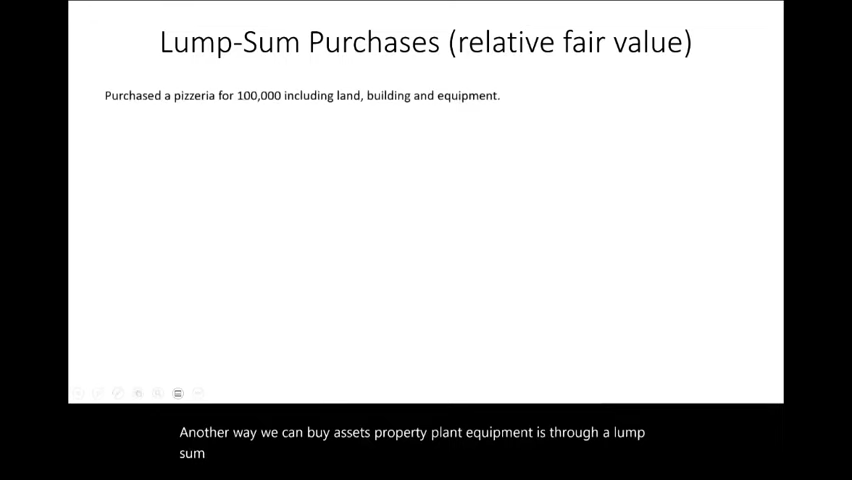 Lump-Sum Purchases (relative fair value)
Purchased a pizzeria for 100,000 including land, building and equipment.
Another way we can buy assets property plant equipment is through a lump
sum